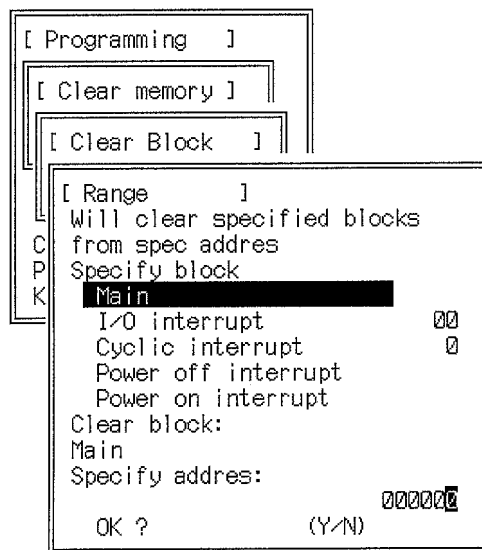 [ Programming ]
[ Clear memory ]
[ Clear Block ]
[ Range ]
Will clear specified blocks
C from spec addres
P Specify block
K Main
I/O interrupt 00
Cyclic interrupt 0
Power off interrupt
Power on interrupt
Clear block:
Main
Specify addres:
000000
OK ? (Y/N)